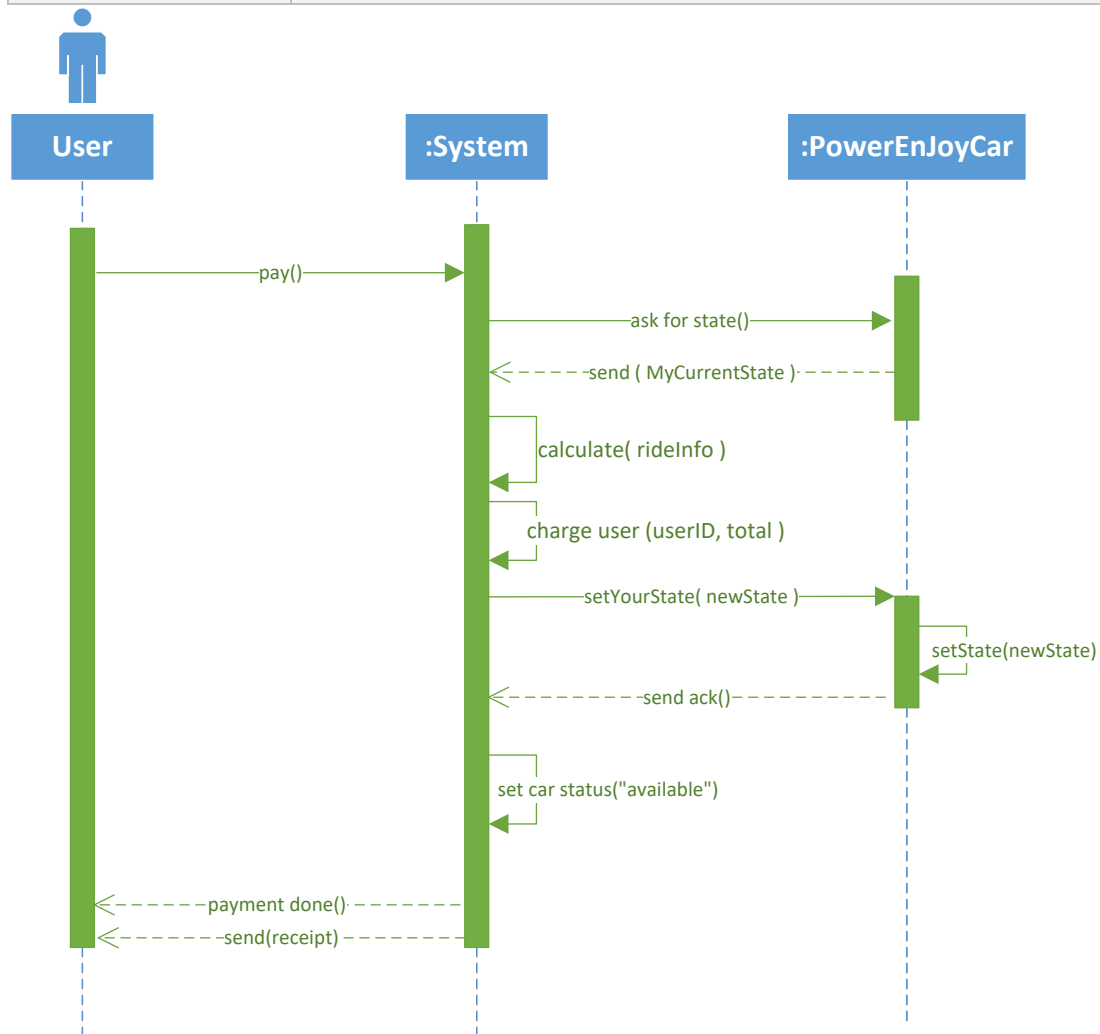 User
:System
:PowerEnJoyCar
pay()
ask for state()
send ( MyCurrentState )
calculate( rideInfo )
charge user (userID, total )
setYourState( newState )
setState(newState)
send ack()
set car status("available")
payment done()
send(receipt)